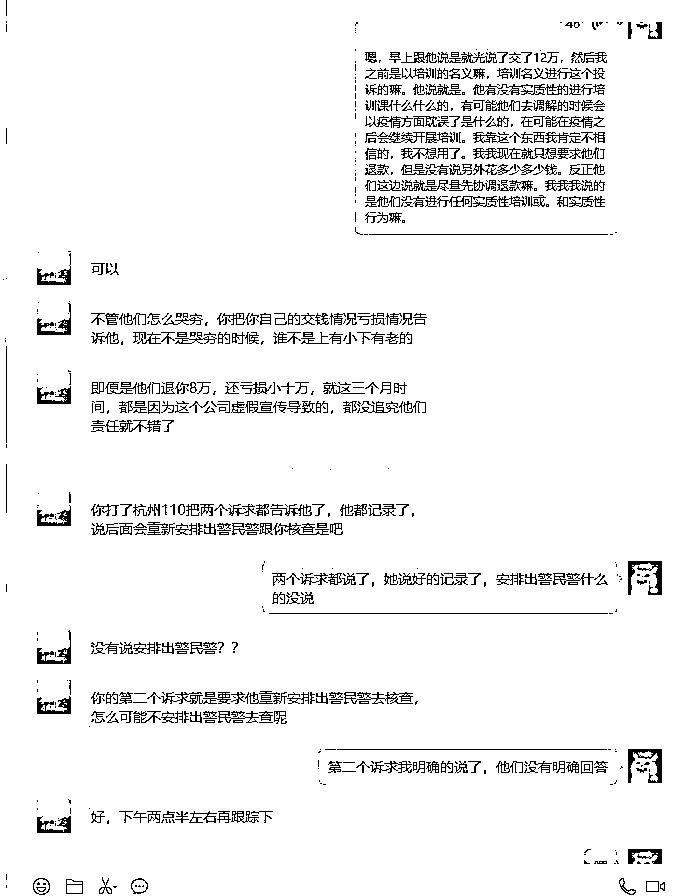 嗯，早上跟他说是就光说了交了12万，然后我
之前是以培训的名义嘛，培训名义进行这个投
诉的嘛。他说就是。他有没有实质性的进行培
训课什么什么的，有可能他们去调解的时候会
以疫情方面耽误了是什么的，在可能在疫情之
后会继续开展培训。我靠这个东西我肯定不相
信的，我不想用了。我我现在就只想要求他们
退款，但是没有说另外花多少多少钱。反正他
们这边说就是尽量先协调退款嘛。我我我说的
是他们没有进行任何实质性培训或。和实质性
行为嘛。
可以
不管他们怎么哭穷，你把你自己的交钱情况亏损情况告
诉他，现在不是哭穷的时候，谁不是上有小下有老的
即便是他们退你8万，还亏损小十万，就这三个月时
间，都是因为这个公司虚假宣传导致的，都没追究他们
责任就不错了
你打了杭州110把两个诉求都告诉他了，他都记录了，
说后面会重新安排出警民警跟你核查是吧
两个诉求都说了，她说好的记录了，安排出警民警什么
的没说
没有说安排出警民警？？
你的第二个诉求就是要求他重新安排出警民警去核查，
怎么可能不安排出警民警去查呢
第二个诉求我明确的说了，他们没有明确回答
好，下午两点半左右再跟踪下